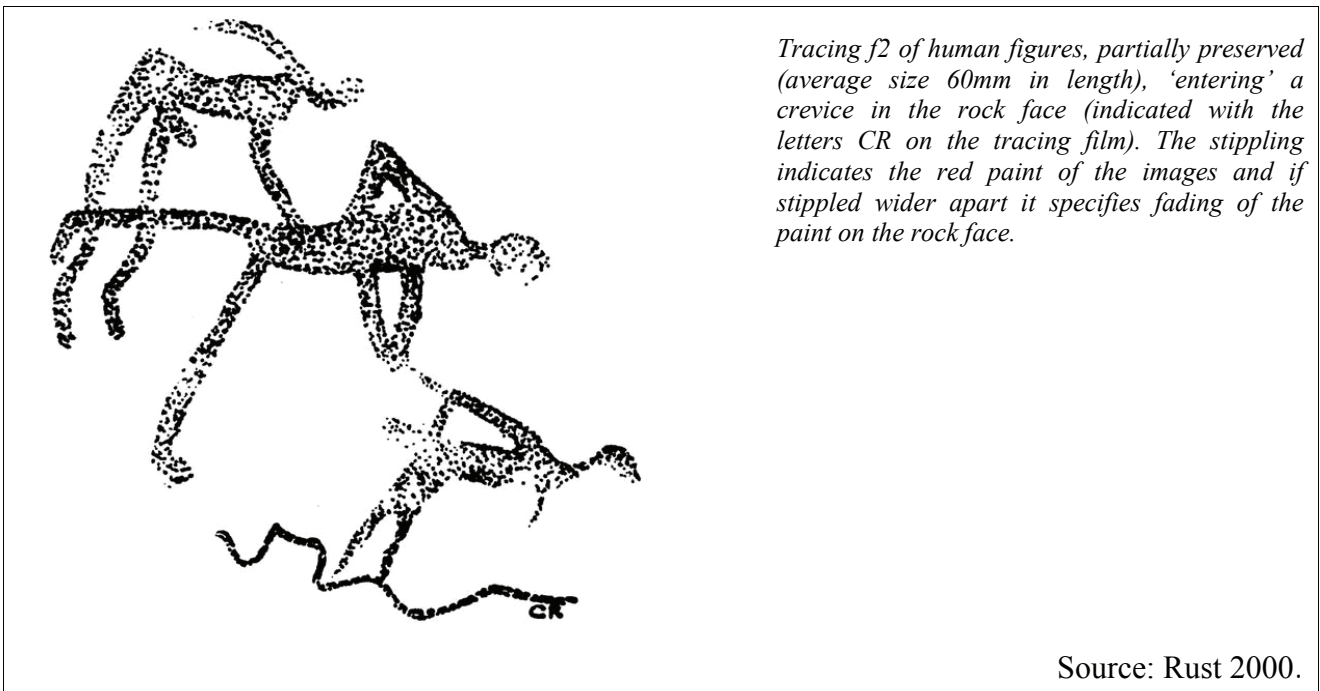 Tracing f2 of human figures, partially preserved
(average size 60mm in length), ‘entering’ a
crevice in the rock face (indicated with the
letters CR on the tracing film). The stippling
indicates the red paint of the images and if
stippled wider apart it specifies fading of the
paint on the rock face.
CR
Source: Rust 2000.